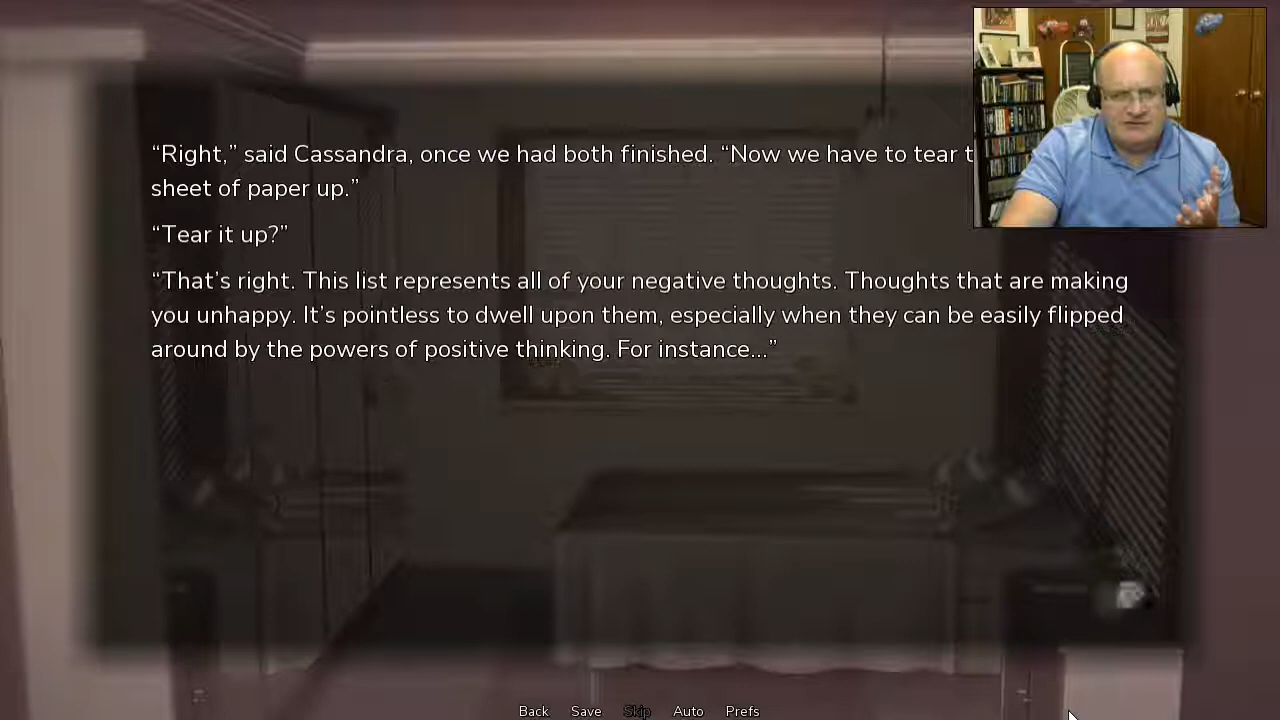 “Right,” said Cassandra, once we had both finished. “Now we have to tear
sheet of paper up.”
“Tear it up?”
“That’s right. This list represents all of your negative thoughts. Thoughts that are making
you unhappy. It’s pointless to dwell upon them, especially when they can be easily flipped
around by the powers of positive thinking. For instance...”
Back Save Skip Auto Prefs